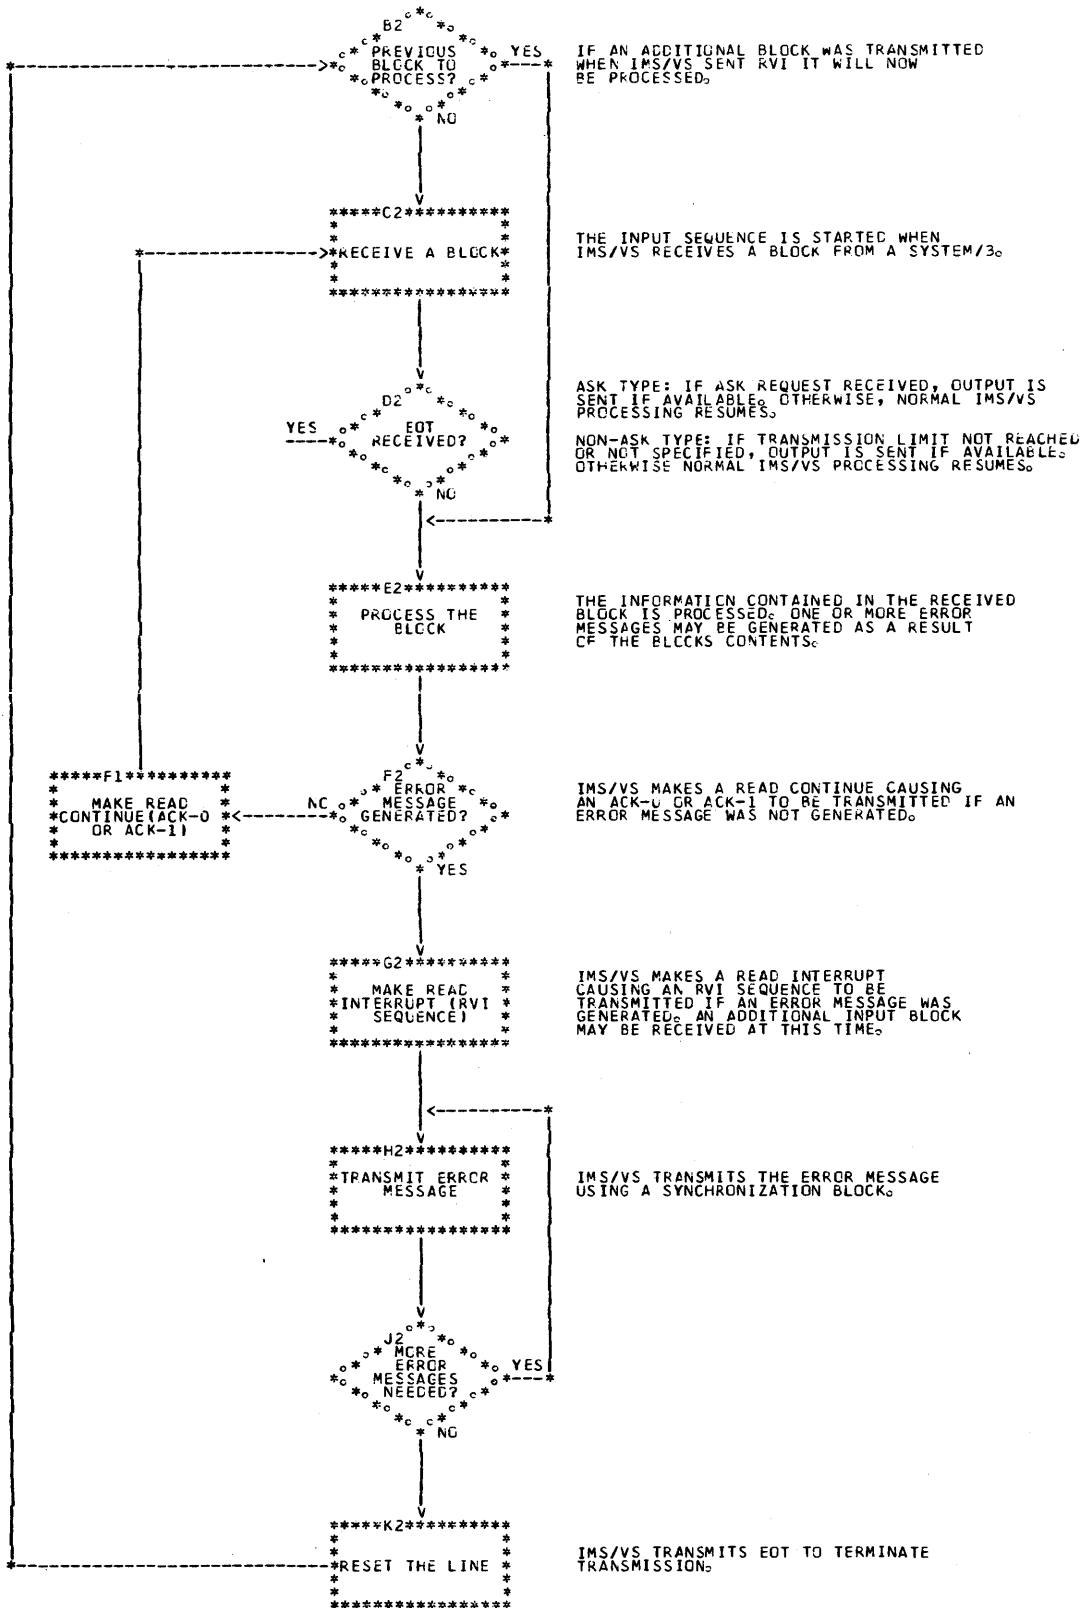 B2
PREVIOUS
BLOCK TO
PROCESS?
YES
NO
IF AN ADDITIONAL BLOCK WAS TRANSMITTED
WHEN IMS/VS SENT RVI IT WILL NOW
BE PROCESSED.
C2
RECEIVE A BLOCK
THE INPUT SEQUENCE IS STARTED WHEN
IMS/VS RECEIVES A BLOCK FROM A SYSTEM/3.
D2
EOT
RECEIVED?
YES
NO
ASK TYPE: IF ASK REQUEST RECEIVED, OUTPUT IS
SENT IF AVAILABLE. OTHERWISE, NORMAL IMS/VS
PROCESSING RESUMES.
NON-ASK TYPE: IF TRANSMISSION LIMIT NOT REACHED
OR NOT SPECIFIED, OUTPUT IS SENT IF AVAILABLE.
OTHERWISE NORMAL IMS/VS PROCESSING RESUMES.
E2
PROCESS THE
BLOCK
THE INFORMATION CONTAINED IN THE RECEIVED
BLOCK IS PROCESSED. ONE OR MORE ERROR
MESSAGES MAY BE GENERATED AS A RESULT
OF THE BLOCKS CONTENTS.
F1
MAKE READ
CONTINUE(ACK-0
OR ACK-1)
NO
F2
ERROR
MESSAGE
GENERATED?
YES
IMS/VS MAKES A READ CONTINUE CAUSING
AN ACK-0 OR ACK-1 TO BE TRANSMITTED IF AN
ERROR MESSAGE WAS NOT GENERATED.
G2
MAKE READ
INTERRUPT (RVI
SEQUENCE)
IMS/VS MAKES A READ INTERRUPT
CAUSING AN RVI SEQUENCE TO BE
TRANSMITTED IF AN ERROR MESSAGE WAS
GENERATED. AN ADDITIONAL INPUT BLOCK
MAY BE RECEIVED AT THIS TIME.
H2
TRANSMIT ERROR
MESSAGE
IMS/VS TRANSMITS THE ERROR MESSAGE
USING A SYNCHRONIZATION BLOCK.
J2
MORE
ERROR
MESSAGES
NEEDED?
YES
NO
K2
RESET THE LINE
IMS/VS TRANSMITS EOT TO TERMINATE
TRANSMISSION.